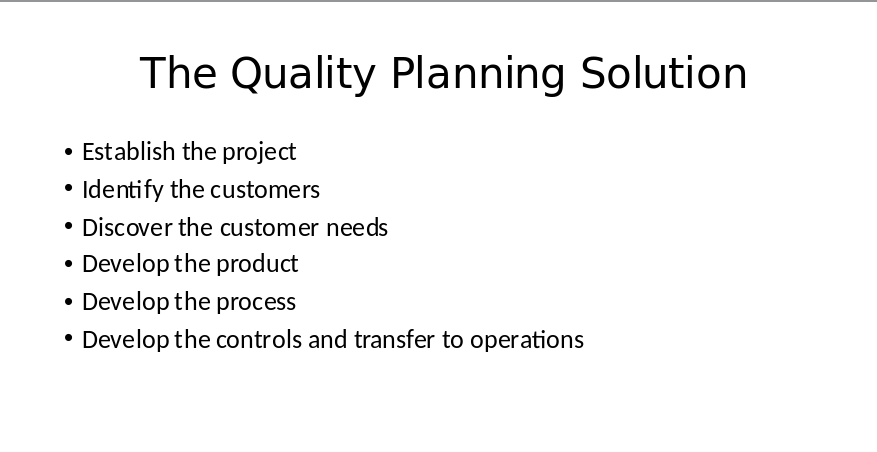 The Quality Planning Solution
• Establish the project
• Identify the customers
• Discover the customer needs
• Develop the product
• Develop the process
• Develop the controls and transfer to operations